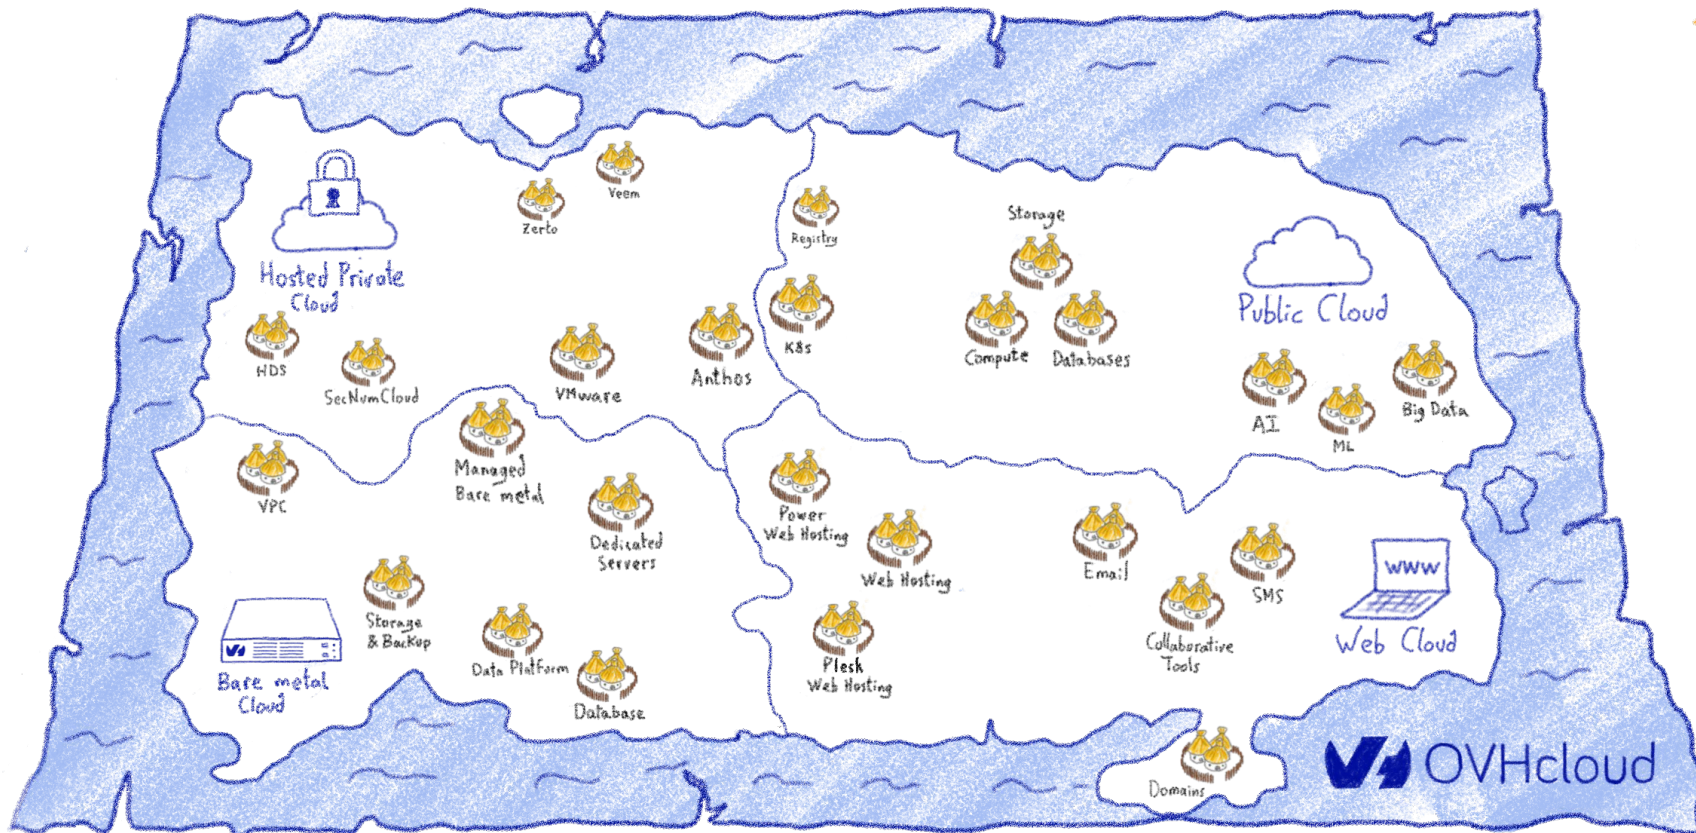 Veem
Zerto
Hosted Private
Cloud
HDS
SecNumCloud
VMware
Anthos
Registry
K8s
Storage
Compute
Databases
Public Cloud
AI
ML
Big Data
VPC
Managed
Bare metal
Dedicated
Servers
Storage
& Backup
Data Platform
Database
Bare metal
Cloud
Power
Web Hosting
Web Hosting
Plesk
Web Hosting
Email
SMS
Collaborative
Tools
WWW
Web Cloud
Domains
OVHcloud